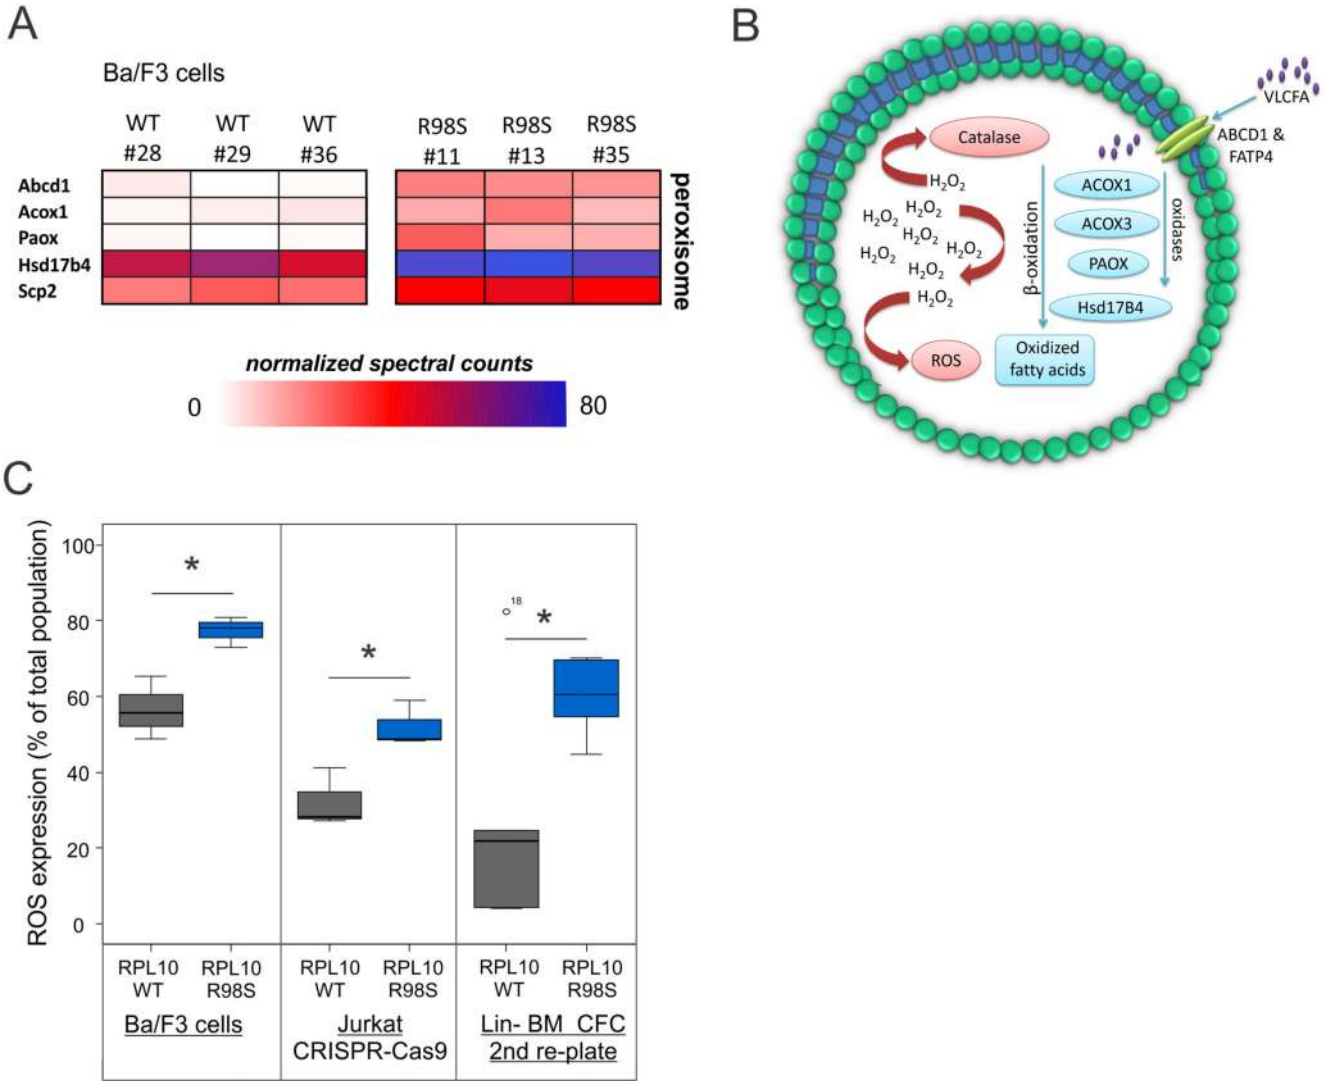 A
Ba/F3 cells
WT WT WT R98S R98S R98S
#28 #29 #36 #11 #13 #35
Abcd1
Acox1
Paox
Hsd17b4
Scp2
peroxisome
normalized spectral counts
0 80
B
VLCFA
ABCD1 &
FATP4
Catalase
H₂O₂
H₂O₂ H₂O₂
H₂O₂
H₂O₂ H₂O₂
H₂O₂
H₂O₂
ROS
β-oxidation
ACOX1
ACOX3
PAOX
Hsd17B4
oxidases
Oxidized
fatty acids
C
ROS expression (% of total population)
100
80
60
40
20
0
*
*
18
*
RPL10 RPL10 RPL10 RPL10 RPL10 RPL10
WT R98S WT R98S WT R98S
Ba/F3 cells Jurkat Lin- BM CFC
CRISPR-Cas9 2nd re-plate